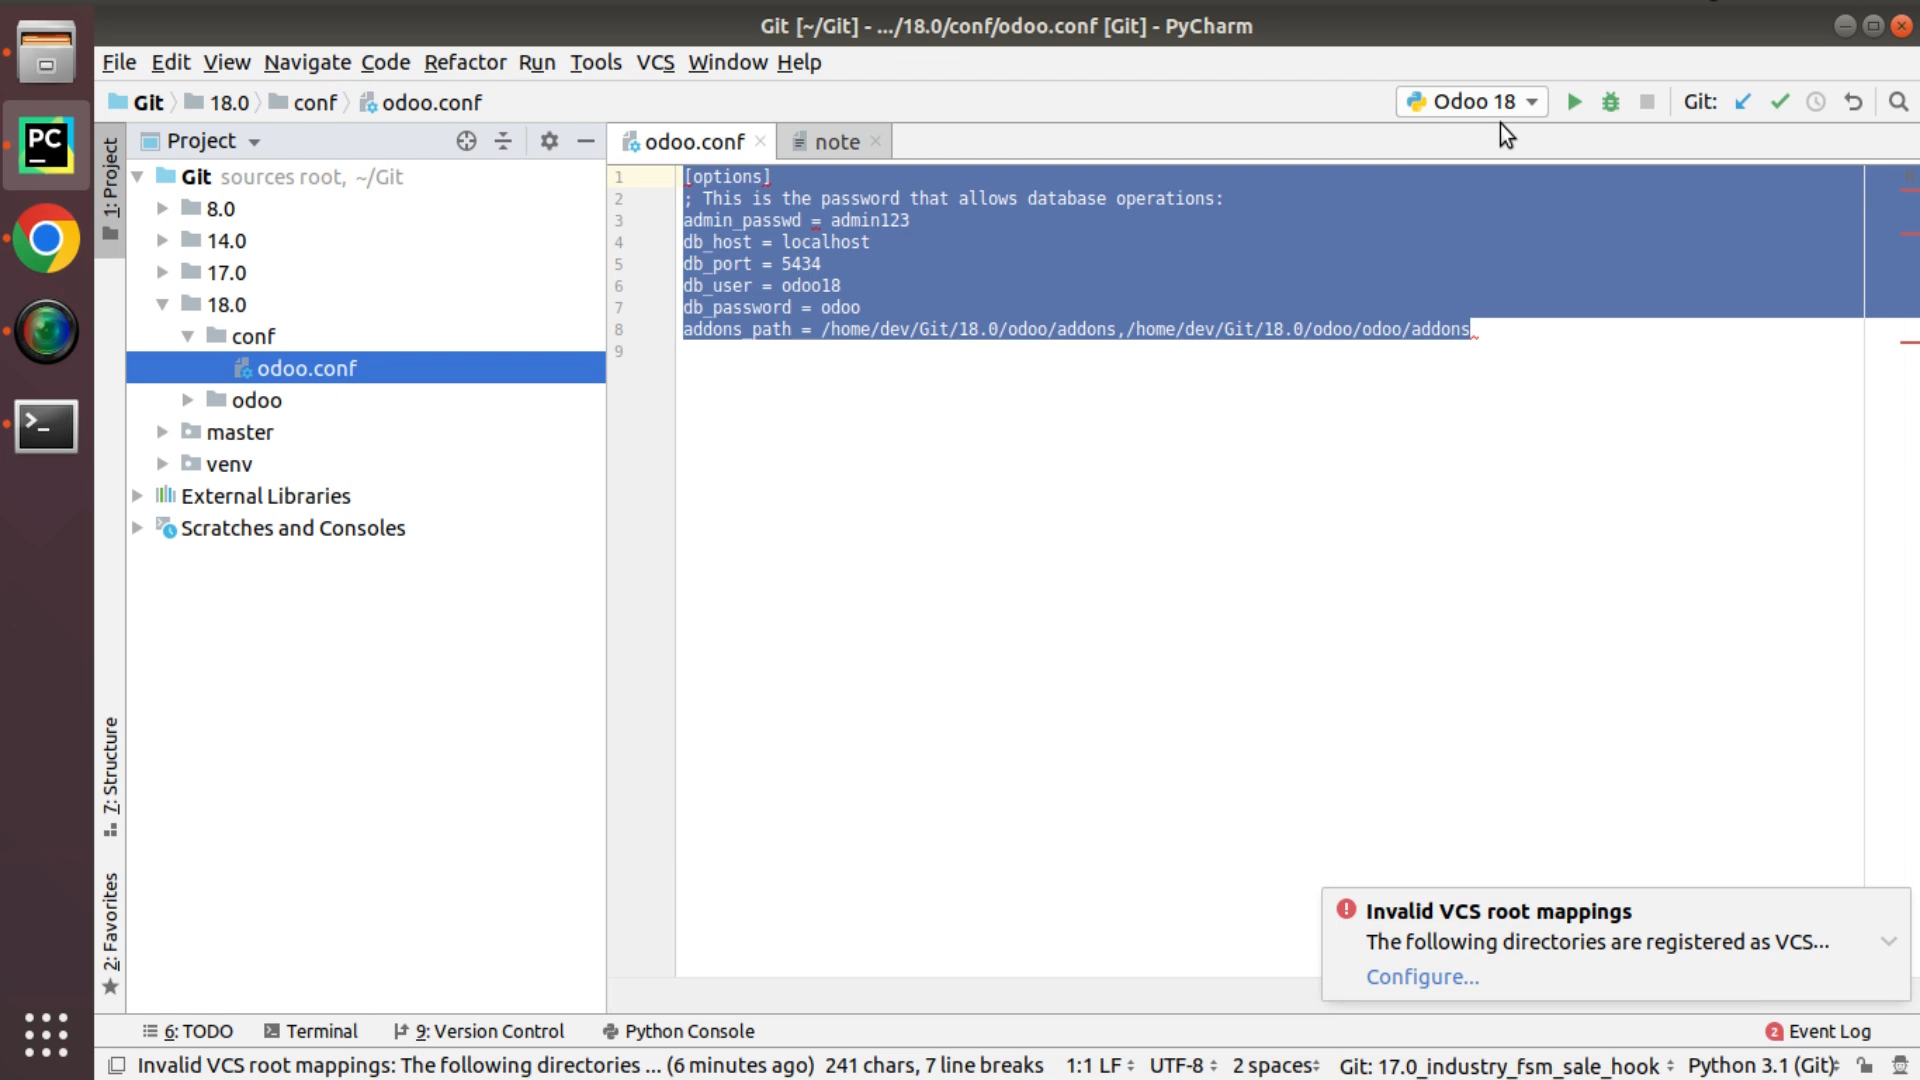 Git [~/Git] - .../18.0/conf/odoo.conf [Git] - PyCharm
File Edit View Navigate Code Refactor Run Tools VCS Window Help
Git 18.0 conf odoo.conf
Odoo 18
Git:
PC
1: Project
Project
odoo.conf
note
Git sources root, ~/Git
8.0
14.0
17.0
18.0
conf
odoo.conf
odoo
master
venv
External Libraries
Scratches and Consoles
1 [options]
2 ; This is the password that allows database operations:
3 admin_passwd = admin123
4 db_host = localhost
5 db_port = 5434
6 db_user = odoo18
7 db_password = odoo
8 addons_path = /home/dev/Git/18.0/odoo/addons,/home/dev/Git/18.0/odoo/odoo/addons
9
7: Structure
2: Favorites
Invalid VCS root mappings
The following directories are registered as VCS...
Configure...
6: TODO Terminal 9: Version Control Python Console
2 Event Log
Invalid VCS root mappings: The following directories ... (6 minutes ago) 241 chars, 7 line breaks 1:1 LF UTF-8 2 spaces Git: 17.0_industry_fsm_sale_hook Python 3.1 (Git)